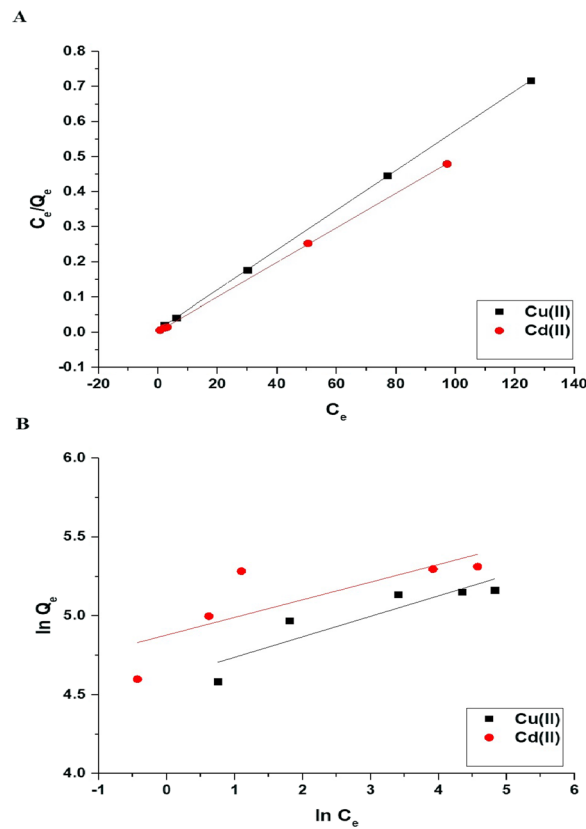 A
0.8
0.7
0.6
0.5
0.4
0.3
0.2
0.1
0.0
-0.1
Ce/Qe
-20 0 20 40 60 80 100 120 140
Ce
Cu(II)
Cd(II)
B
6.0
5.5
5.0
4.5
4.0
ln Qe
-1 0 1 2 3 4 5 6
ln Ce
Cu(II)
Cd(II)